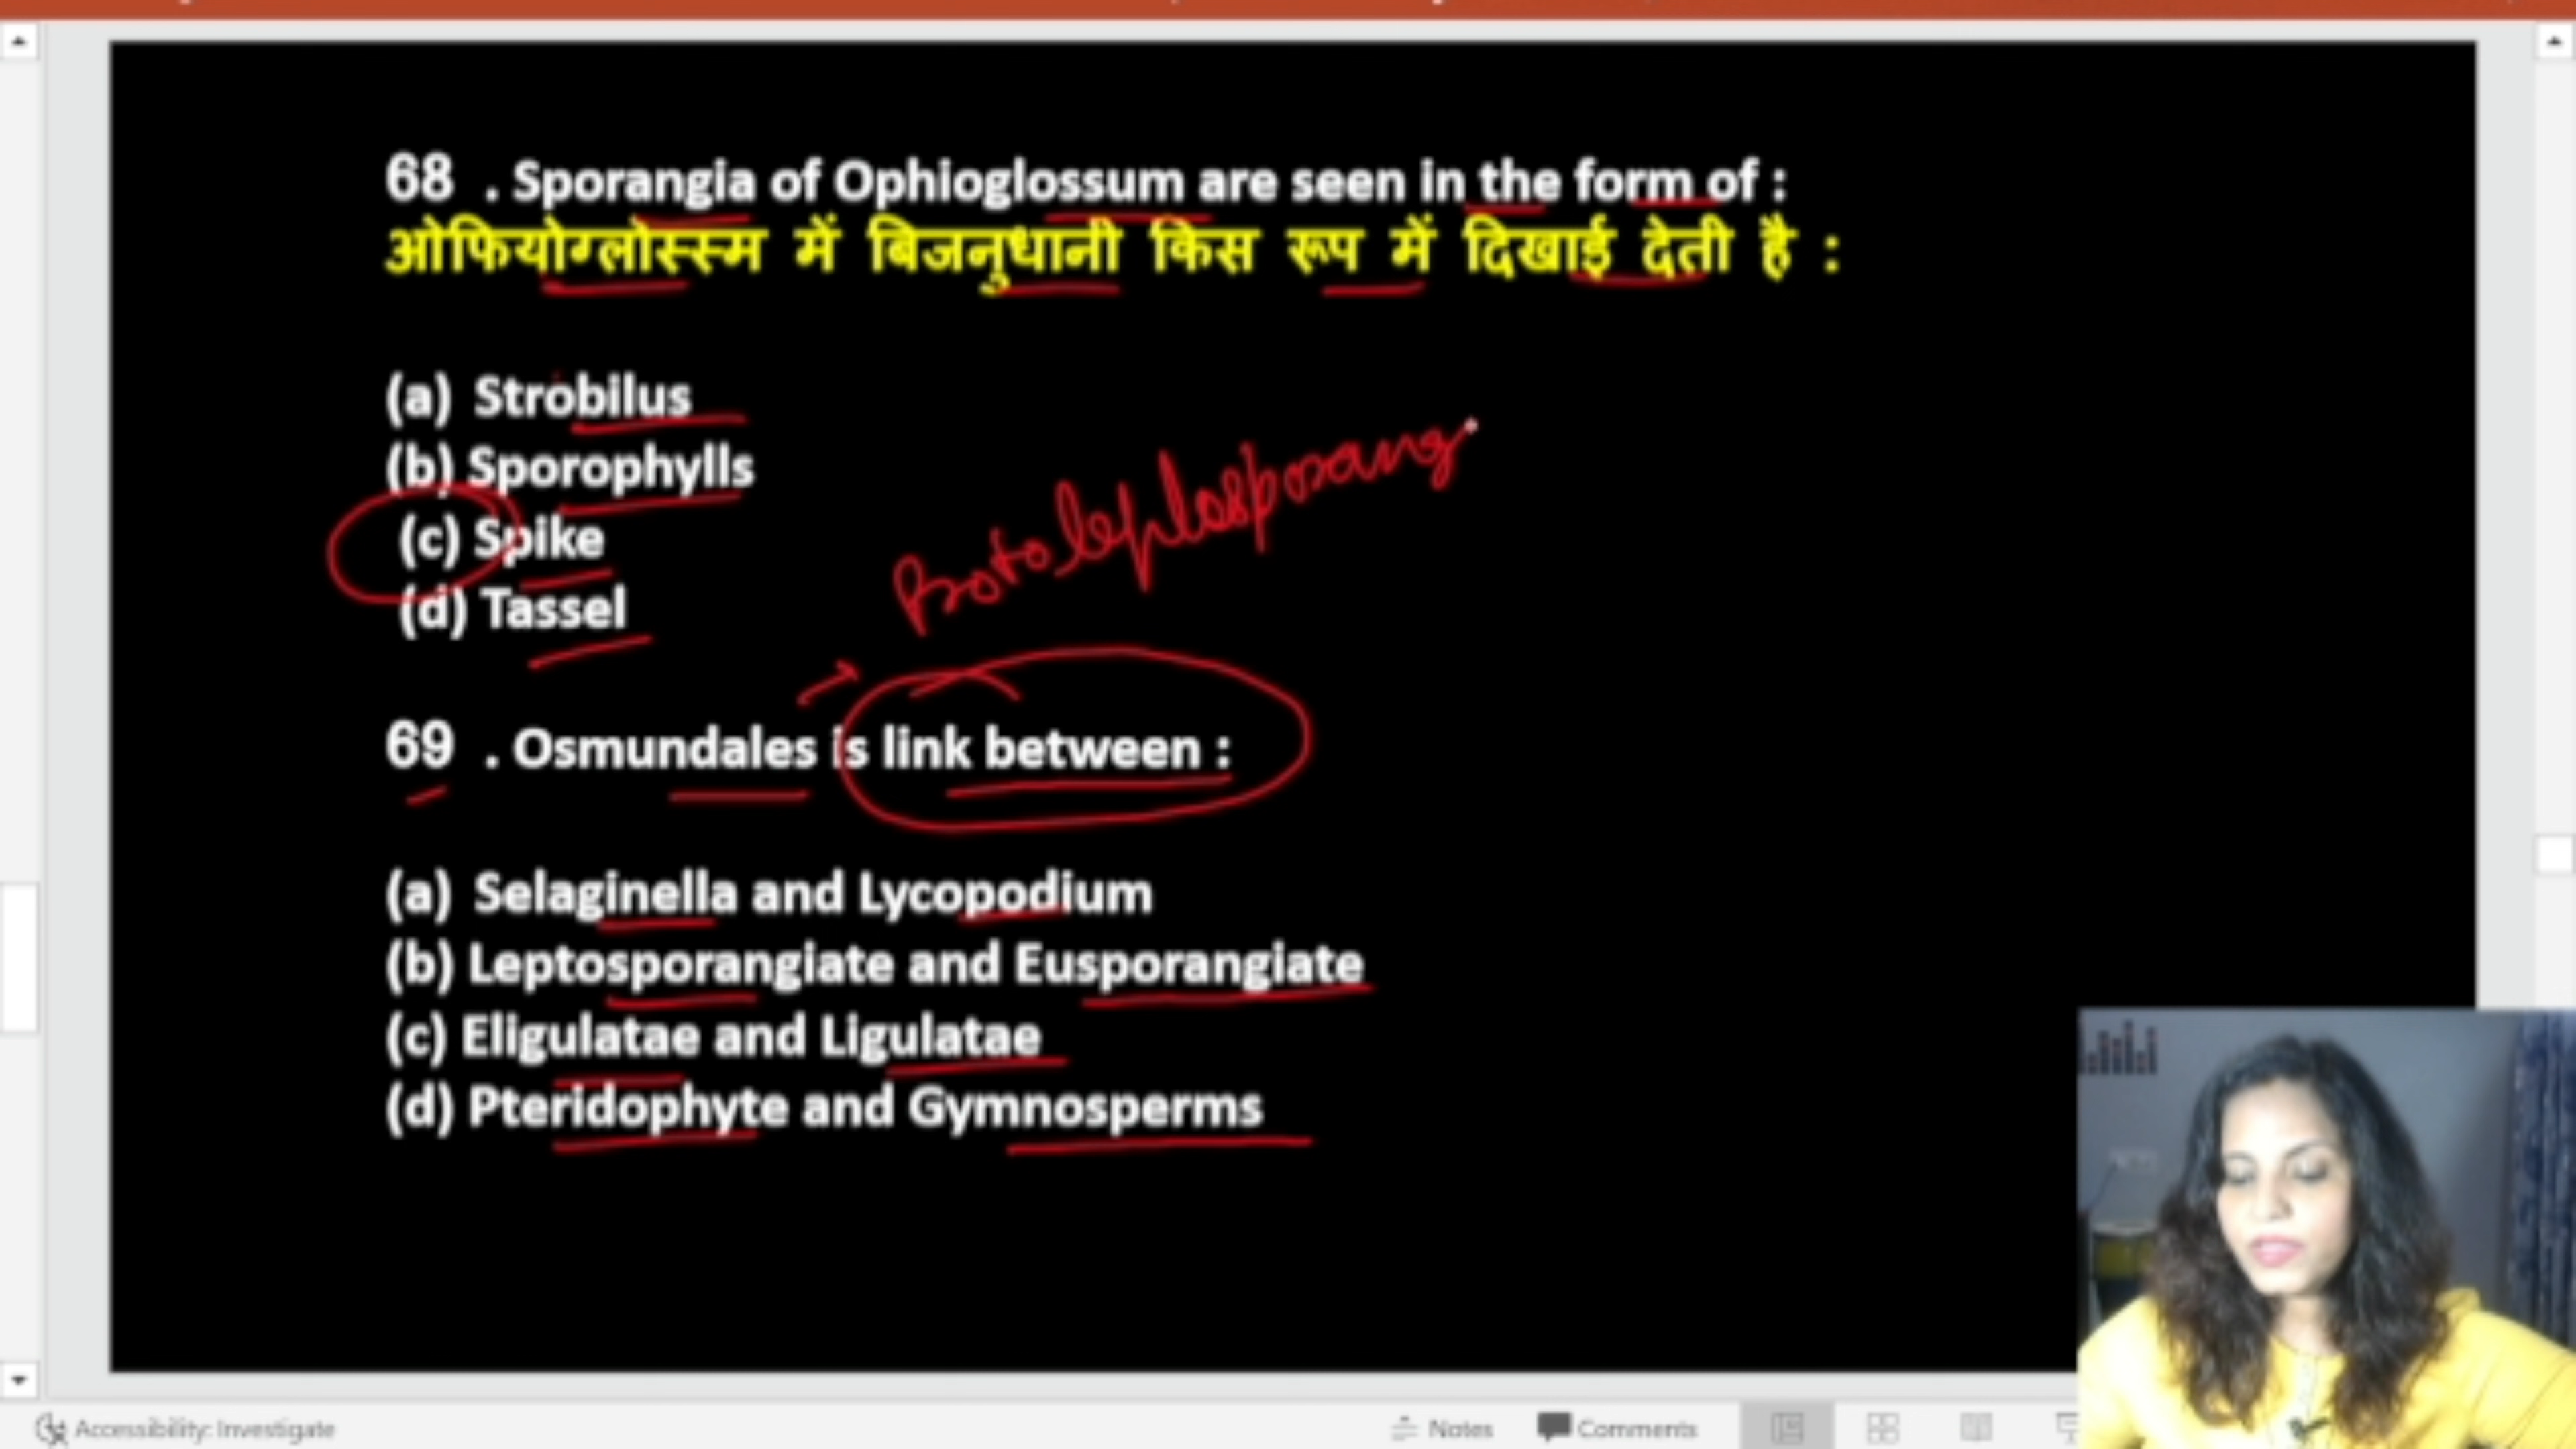 68 . Sporangia of Ophioglossum are seen in the form of :
ओफियोग्लोस्स्म में बिजनुधानी किस रूप में दिखाई देती है :
(a) Strobilus
(b) Sporophylls
(c) Spike
(d) Tassel
Protoleptosporang
69 . Osmundales is link between :
(a) Selaginella and Lycopodium
(b) Leptosporangiate and Eusporangiate
(c) Eligulatae and Ligulatae
(d) Pteridophyte and Gymnosperms
Accessibility: Investigate
Notes
Comments